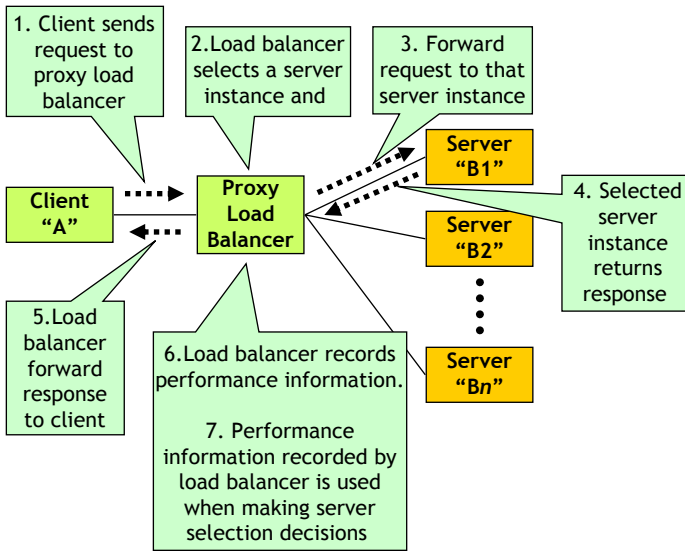 1. Client sends
request to
proxy load
balancer
2.Load balancer
selects a server
instance and
3. Forward
request to that
server instance
Server
“B1”
Client
“A”
Proxy
Load
Balancer
4. Selected
server
instance
returns
response
Server
“B2”
5.Load
balancer
forward
response
to client
6.Load balancer records
performance information.
7. Performance
information recorded by
load balancer is used
when making server
selection decisions
Server
“Bn”